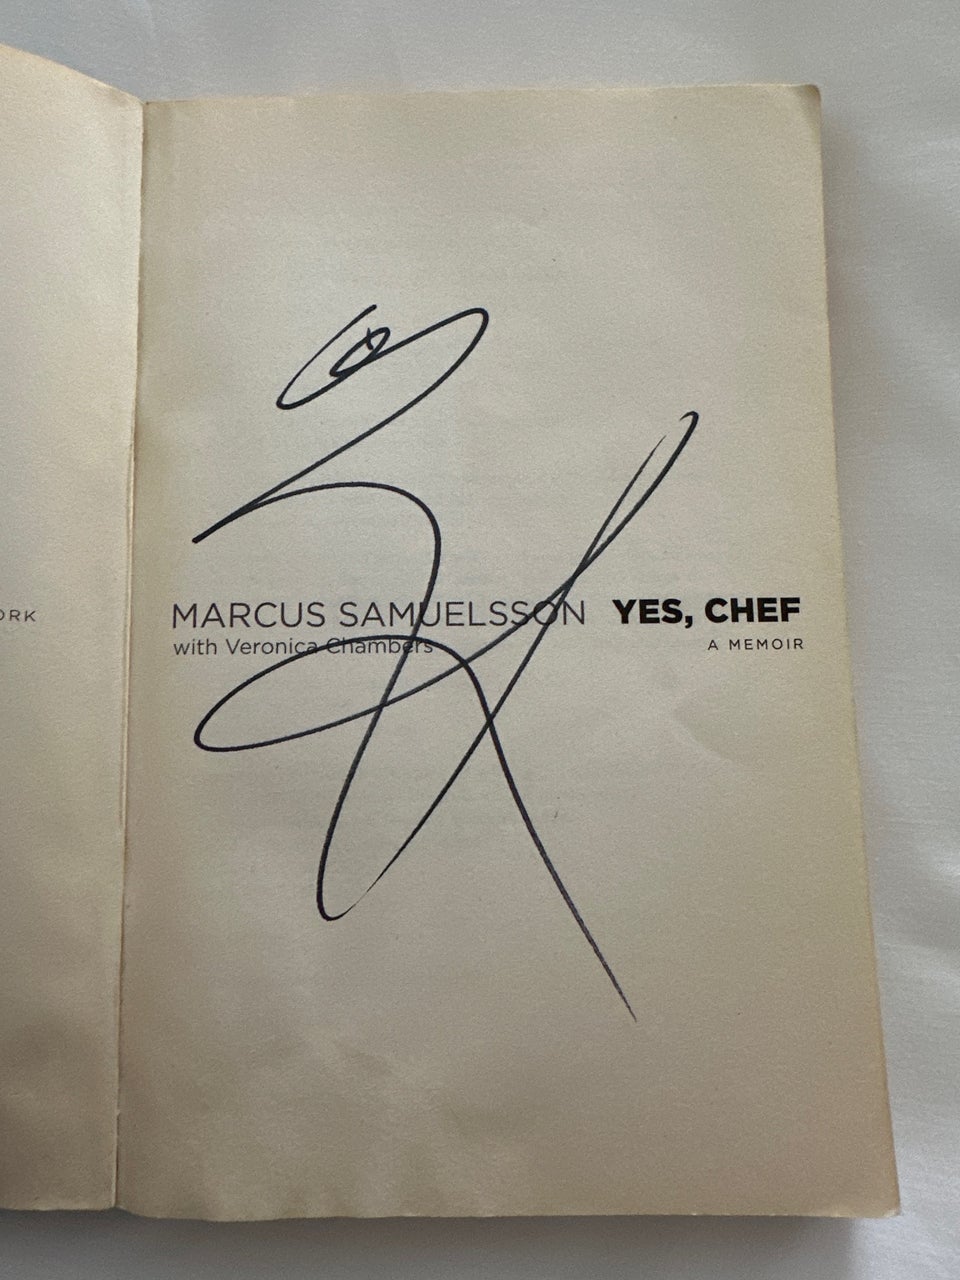 ORK
MARCUS SAMUELSSON YES, CHEF
with Veronica Chambers A MEMOIR